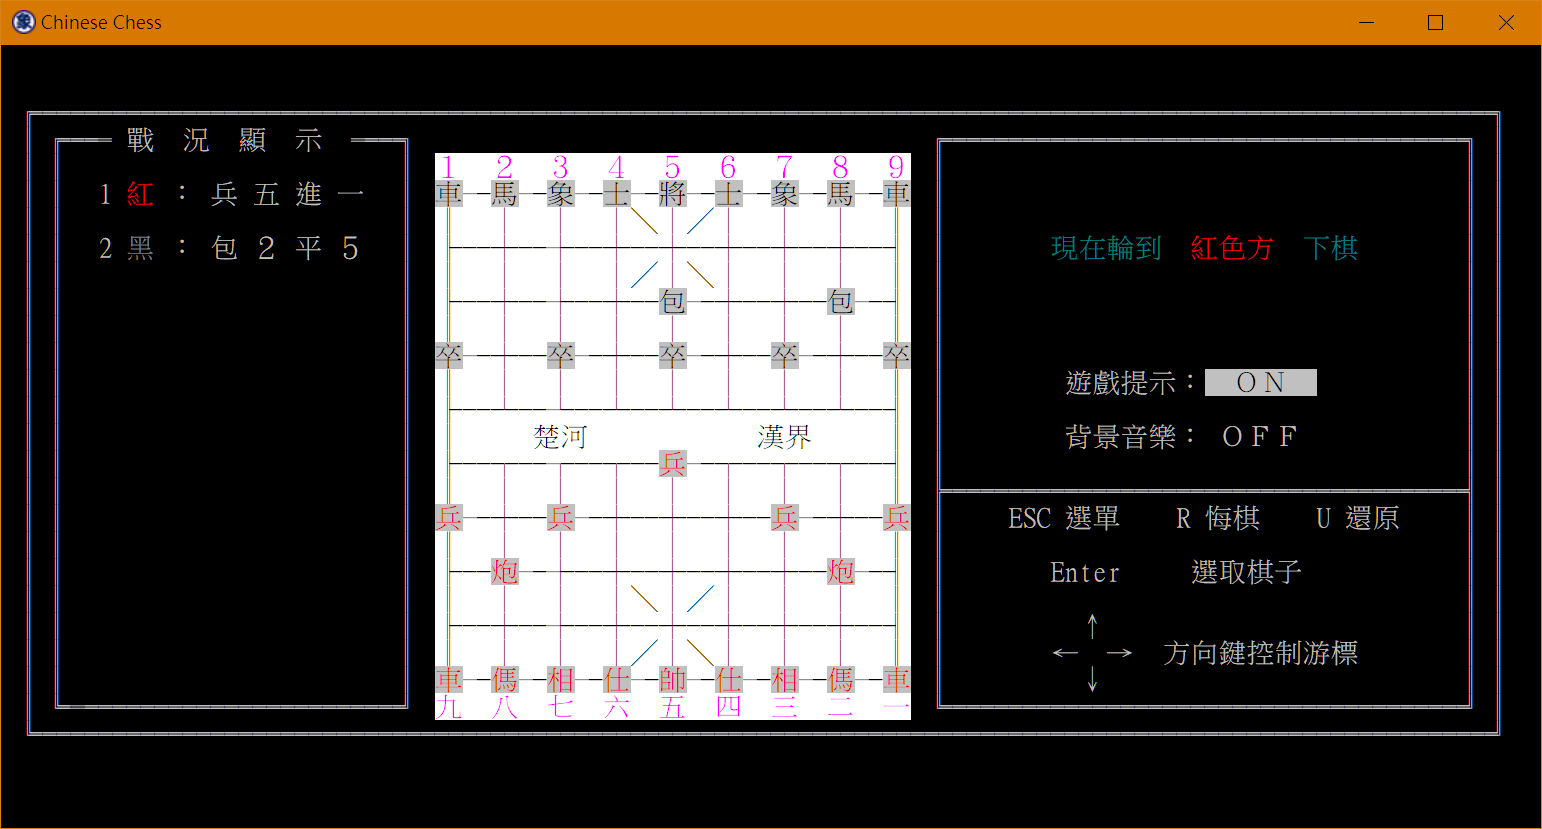 Chinese Chess
戰 況 顯 示
1 紅 ： 兵 五 進 一
2 黑 ： 包 2 平 5
1 2 3 4 5 6 7 8 9
車 馬 象 士 將 士 象 馬 車
包 包
卒 卒 卒 卒 卒
楚河 漢界
兵
兵 兵 兵 兵
炮 炮
車 傌 相 仕 帥 仕 相 傌 車
九 八 七 六 五 四 三 二 一
現在輪到 紅色方 下棋
遊戲提示： ON
背景音樂： OFF
ESC 選單 R 悔棋 U 還原
Enter 選取棋子
↑
← → 方向鍵控制游標
↓